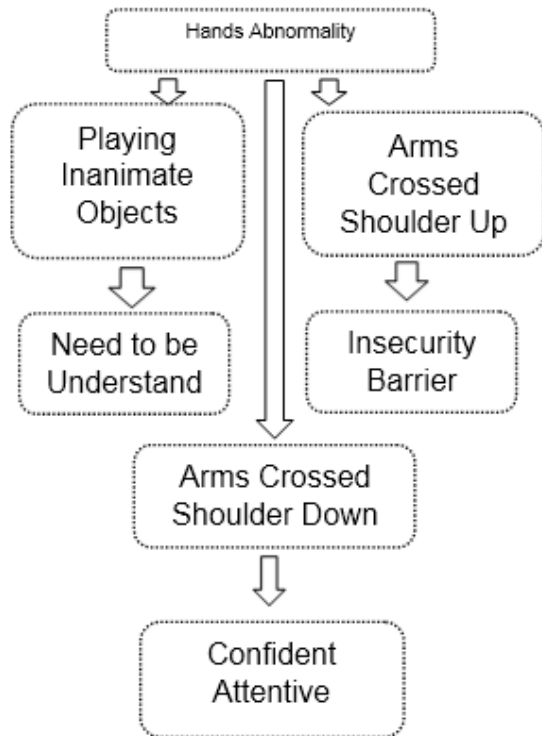 Hands Abnormality
Playing
Inanimate
Objects
Arms
Crossed
Shoulder Up
Need to be
Understand
Insecurity
Barrier
Arms Crossed
Shoulder Down
Confident
Attentive